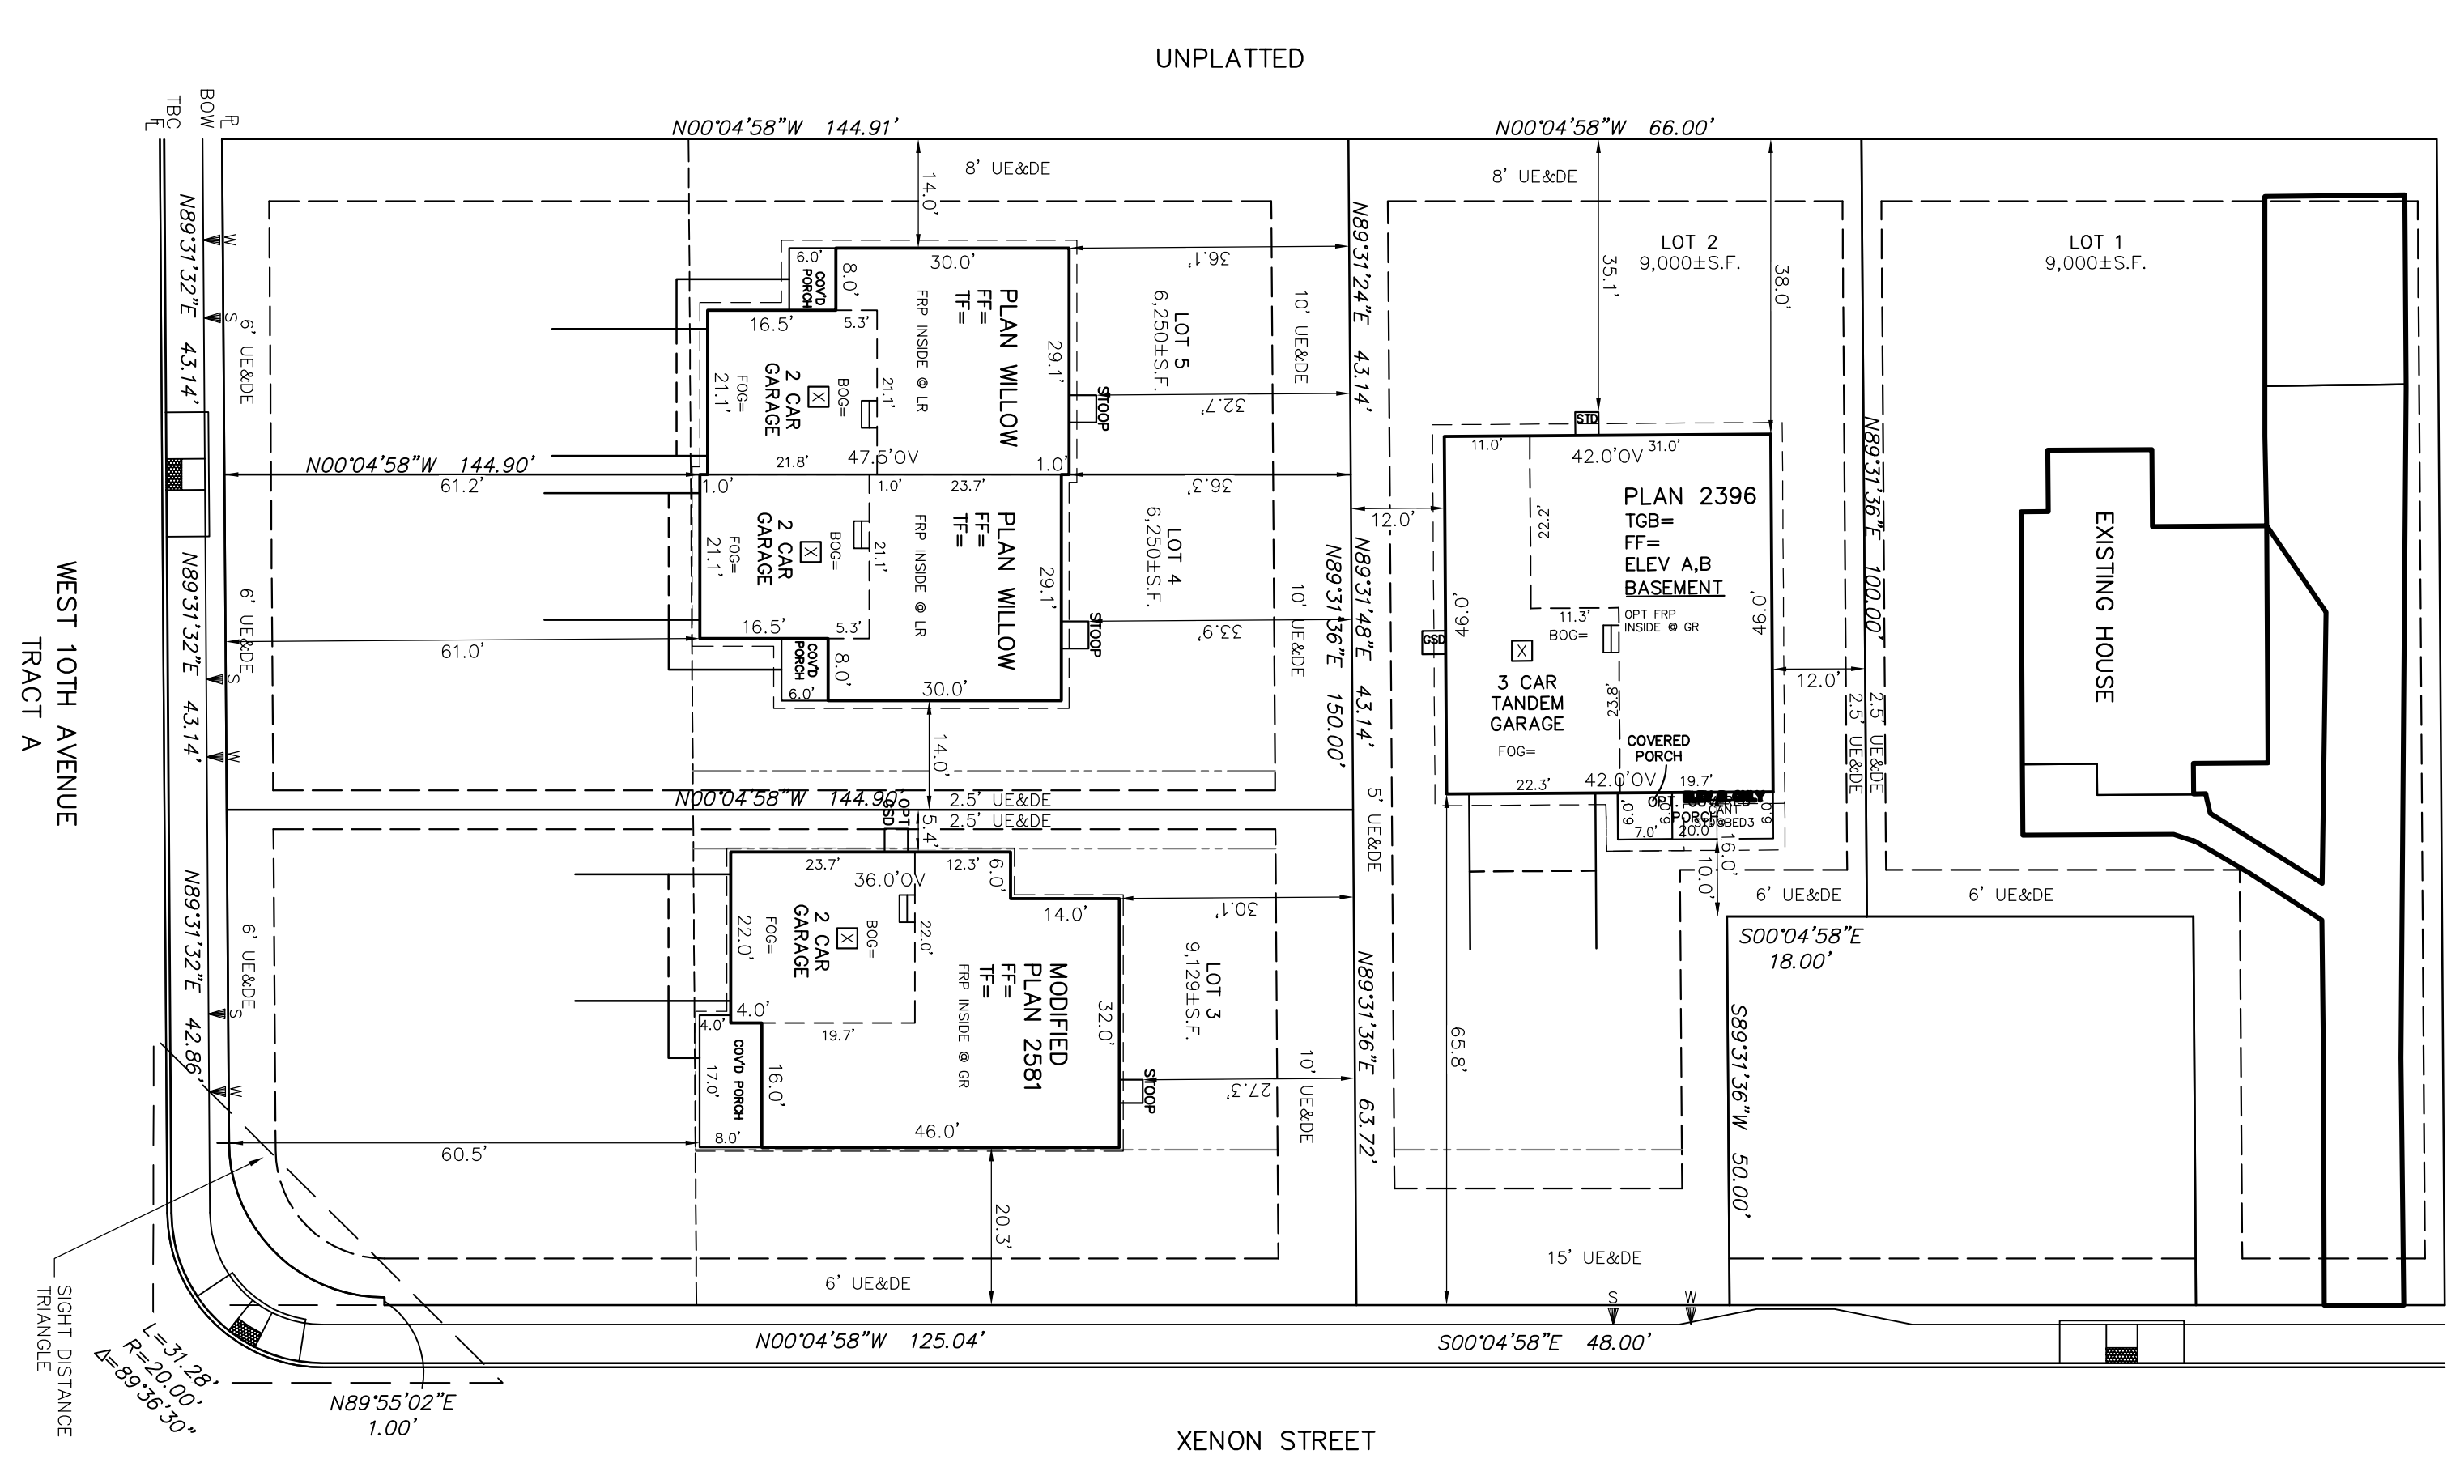 UNPLATTED
TBC
BOW
N00°04'58"W 144.91'
N00°04'58"W 66.00'
8' UE&DE
8' UE&DE
14.0'
35.1'
38.0'
LOT 2
9,000±S.F.
LOT 1
9,000±S.F.
N89°31'32"E 43.14'
W
S
6' UE&DE
6.0'
COV'D
PORCH
8.0'
30.0'
36.1'
16.5'
5.3'
FRP INSIDE @ LR
PLAN WILLOW
FF=
TF=
29.1'
STOOP
32.7'
LOT 5
6,250±S.F.
10' UE&DE
N89°31'24"E 43.14'
2 CAR
GARAGE
FOG=
21.1'
X
BOG=
21.1'
21.8'
47.5'OV
1.0'
36.3'
N00°04'58"W 144.90'
61.2'
1.0'
1.0'
23.7'
2 CAR
GARAGE
FOG=
21.1'
X
BOG=
21.1'
FRP INSIDE @ LR
PLAN WILLOW
FF=
TF=
29.1'
STOOP
33.9'
LOT 4
6,250±S.F.
10' UE&DE
N89°31'36"E 150.00'
N89°31'48"E 43.14'
16.5'
5.3'
COV'D
PORCH
6.0'
8.0'
30.0'
61.0'
14.0'
N89°31'32"E 43.14'
6' UE&DE
S
W
STD
11.0'
31.0'
42.0'OV
PLAN 2396
TGB=
FF=
ELEV A,B
BASEMENT
OPT FRP
INSIDE @ GR
22.2'
11.3'
BOG=
46.0'
46.0'
GSD
X
3 CAR
TANDEM
GARAGE
FOG=
23.8'
COVERED
PORCH
22.3'
42.0'OV
19.7'
12.0'
12.0'
N89°31'36"E 100.00'
2.5' UE&DE
2.5' UE&DE
EXISTING HOUSE
OPT. COVERED
PORCH
CANT
BED3
6.0'
6.0'
6.0'
7.0'
20.0'
16.0'
10.0'
6' UE&DE
6' UE&DE
S00°04'58"E
18.00'
S89°31'36"W 50.00'
WEST 10TH AVENUE
TRACT A
N00°04'58"W 144.90'
2.5' UE&DE
2.5' UE&DE
OPT
GSD
5.4'
23.7'
12.3'
36.0'OV
6.0'
14.0'
30.1'
2 CAR
GARAGE
FOG=
22.0'
X
BOG=
22.0'
MODIFIED
PLAN 2581
FF=
TF=
FRP INSIDE @ GR
32.0'
LOT 3
9,129±S.F.
STOOP
27.3'
10' UE&DE
5' UE&DE
N89°31'36"E 63.72'
65.8'
4.0'
4.0'
19.7'
COV'D PORCH
17.0'
16.0'
8.0'
46.0'
60.5'
20.3'
N89°31'32"E 42.86'
6' UE&DE
S
W
6' UE&DE
15' UE&DE
S
W
SIGHT DISTANCE
TRIANGLE
L=31.28'
R=20.00'
Δ=89°36'30"
N89°55'02"E
1.00'
N00°04'58"W 125.04'
S00°04'58"E 48.00'
XENON STREET